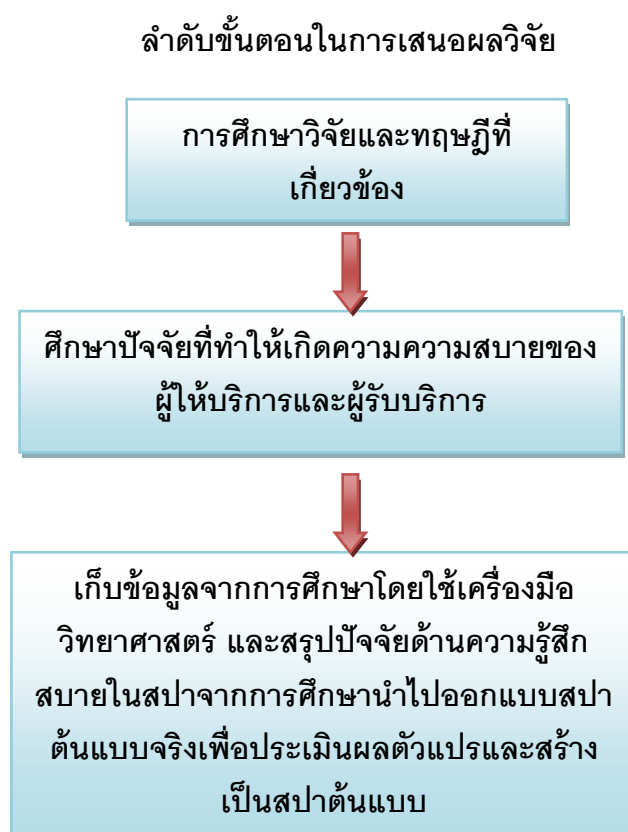 ลำดับขั้นตอนในการเสนอผลวิจัย
การศึกษาวิจัยและทฤษฎีที่
เกี่ยวข้อง
ศึกษาปัจจัยที่ทำให้เกิดความความสบายของ
ผู้ให้บริการและผู้รับบริการ
เก็บข้อมูลจากการศึกษาโดยใช้เครื่องมือ
วิทยาศาสตร์ และสรุปปัจจัยด้านความรู้สึก
สบายในสปาจากการศึกษานำไปออกแบบสปา
ต้นแบบจริงเพื่อประเมินผลตัวแปรและสร้าง
เป็นสปาต้นแบบ